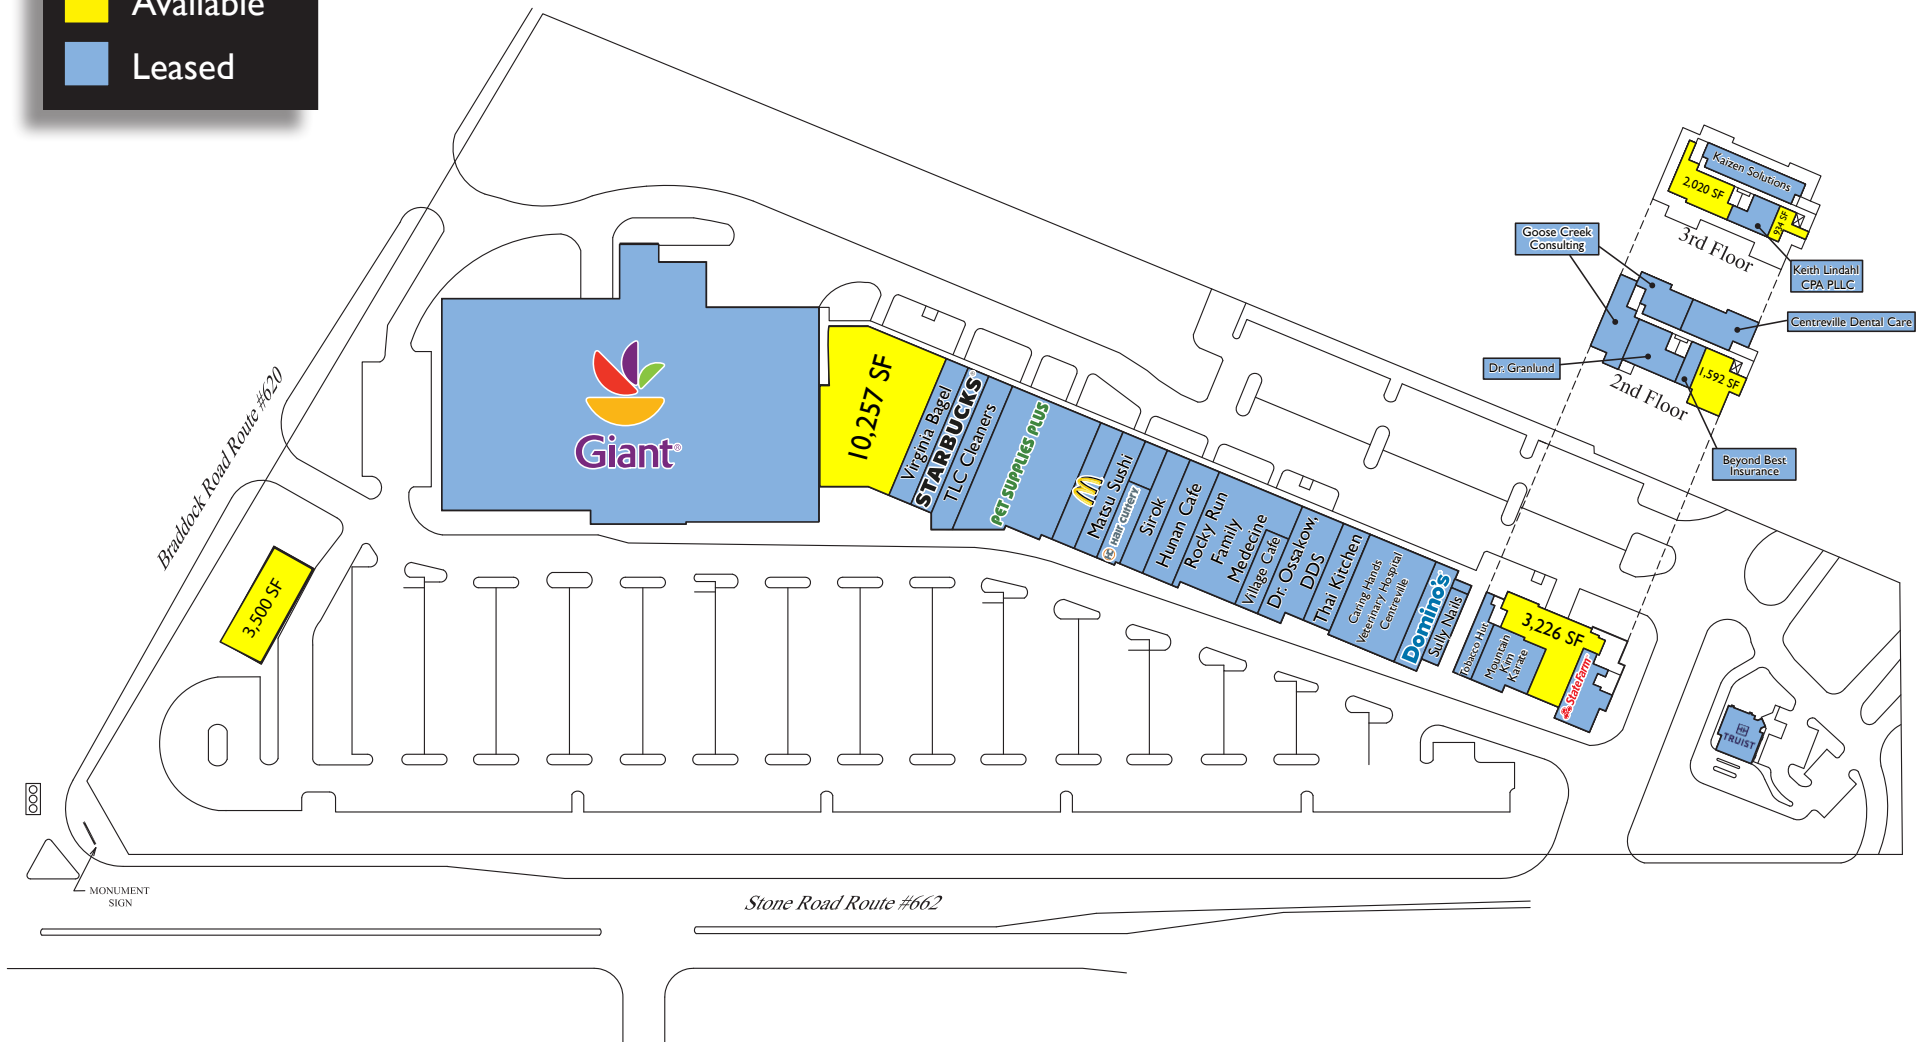 Available
Leased
Kaizen Solutions
2,020 SF
934 SF
3rd Floor
Goose Creek
Consulting
Keith Lindahl
CPA PLLC
Centreville Dental Care
Dr. Granlund
1,592 SF
2nd Floor
Beyond Best
Insurance
Braddock Road Route #620
Giant
10,257 SF
Virginia Bagel
STARBUCKS
TLC Cleaners
PET SUPPLIES PLUS
Matsu Sushi
HC HAIR CUTTERY
Sirok
Hunan Cafe
Rocky Run
Family
Medecine
Village Cafe
Dr. Ossakow,
DDS
Thai Kitchen
Caring Hands
Veterinary Hospital
Centreville
Domino's
Sully Nails
Tobacco Hut
Mountain
Kim
Karate
3,226 SF
StateFarm
TRUIST
3,500 SF
MONUMENT
SIGN
Stone Road Route #662